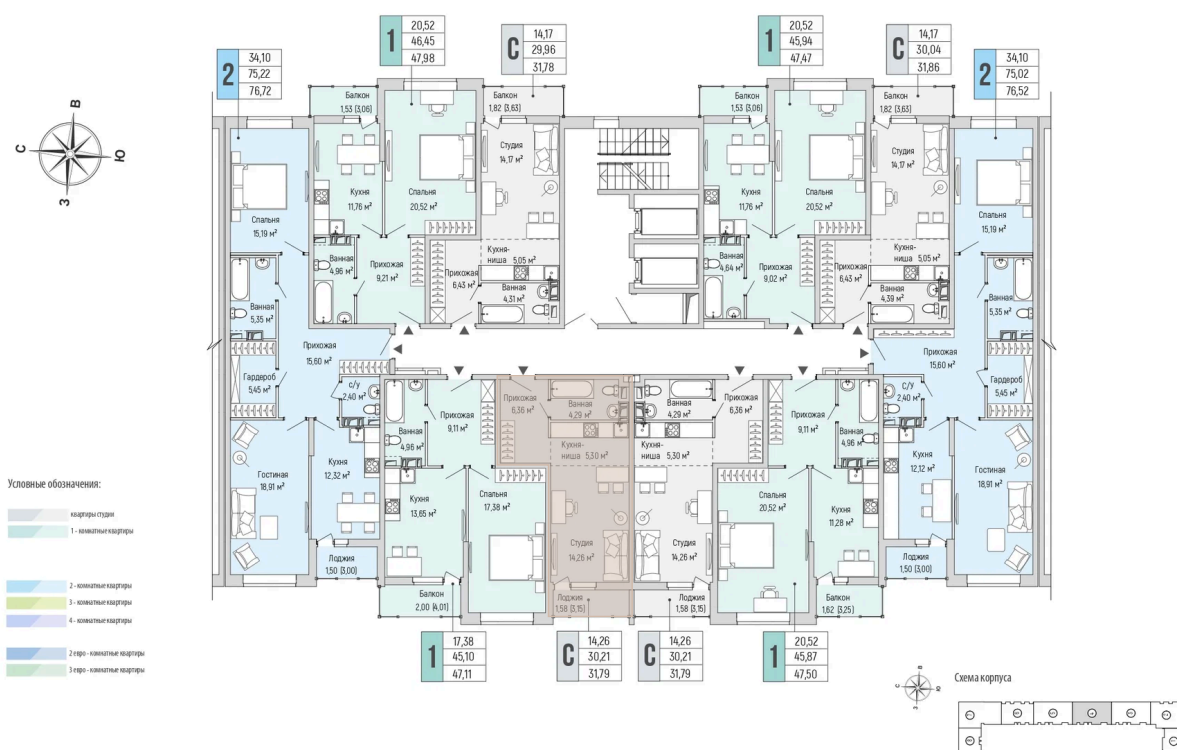 В
С
Ю
З
2
34,10
75,22
76,72
1
20,52
46,45
47,98
С
14,17
29,96
31,78
1
20,52
45,94
47,47
С
14,17
30,04
31,86
2
34,10
75,02
76,52
Балкон
1,53 (3,06)
Балкон
1,82 (3,63)
Балкон
1,53 (3,06)
Балкон
1,82 (3,63)
Спальня
15,19 м²
Кухня
11,76 м²
Спальня
20,52 м²
Студия
14,17 м²
Кухня
11,76 м²
Спальня
20,52 м²
Студия
14,17 м²
Спальня
15,19 м²
Ванная
4,96 м²
Прихожая
9,21 м²
Прихожая
6,43 м²
Кухня-
ниша 5,05 м²
Ванная
4,31 м²
Ванная
4,64 м²
Прихожая
9,02 м²
Прихожая
6,43 м²
Кухня-
ниша 5,05 м²
Ванная
4,39 м²
Ванная
5,35 м²
Ванная
5,35 м²
Прихожая
15,60 м²
Прихожая
15,60 м²
Гардероб
5,45 м²
с/у
2,40 м²
Ванная
4,96 м²
Прихожая
9,11 м²
Прихожая
6,36 м²
Ванная
4,29 м²
Ванная
4,29 м²
Прихожая
6,36 м²
Прихожая
9,11 м²
Ванная
4,96 м²
С/У
2,40 м²
Гардероб
5,45 м²
Гостиная
18,91 м²
Кухня
12,32 м²
Кухня
13,65 м²
Спальня
17,38 м²
Кухня-
ниша 5,30 м²
Студия
14,26 м²
Кухня-
ниша 5,30 м²
Студия
14,26 м²
Спальня
20,52 м²
Кухня
11,28 м²
Кухня
12,12 м²
Гостиная
18,91 м²
Лоджия
1,50 (3,00)
Балкон
2,00 (4,01)
Лоджия
1,58 (3,15)
Лоджия
1,58 (3,15)
Балкон
1,62 (3,25)
Лоджия
1,50 (3,00)
1
17,38
45,10
47,11
С
14,26
30,21
31,79
С
14,26
30,21
31,79
1
20,52
45,87
47,50
Условные обозначения:
квартиры студии
1 - комнатные квартиры
2 - комнатные квартиры
3 - комнатные квартиры
4 - комнатные квартиры
2 евро - комнатные квартиры
3 евро - комнатные квартиры
В
С
Ю
З
Схема корпуса